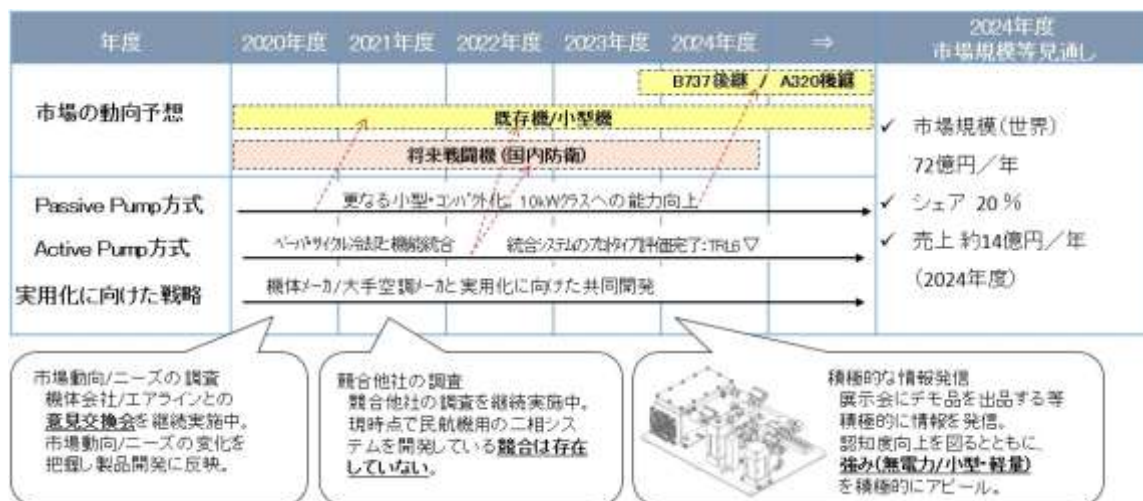 年度 2020年度 2021年度 2022年度 2023年度 2024年度 ⇒ 2024年度
市場規模等見通し
B737後継 / A320後継
市場の動向予想
既存機/小型機
将来戦闘機(国内防衛)
✓ 市場規模(世界)
72億円/年
✓ シェア 20%
✓ 売上 約14億円/年
(2024年度)
Passive Pump方式
更なる小型・コンパクト化、10kWクラスへの能力向上
Active Pump方式
ベーパサイクル冷却と機能統合
統合システムのプロトタイプ評価完了:TRL6▽
実用化に向けた戦略
機体メーカ/大手空調メーカと実用化に向けた共同開発
市場動向/ニーズの調査
機体会社/エアラインとの
意見交換会を継続実施中。
市場動向/ニーズの変化を
把握し製品開発に反映。
競合他社の調査
競合他社の調査を継続実施中。
現時点で民航機用の二相シス
テムを開発している競合は存在
していない。
積極的な情報発信
展示会にデモ品を出品する等
積極的に情報を発信。
認知度向上を図るとともに、
強み(無電力/小型・軽量)
を積極的にアピール。